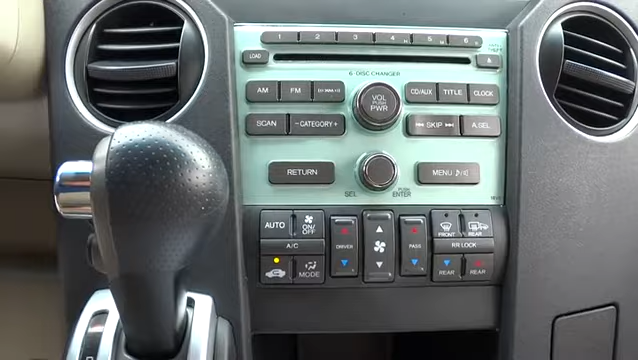 1 2 3 4 5 6
LOAD
6-DISC CHANGER
AM FM CD/AUX TITLE CLOCK
VOL PUSH PWR
SCAN - CATEGORY + SKIP A.SEL
RETURN MENU
SEL PUSH ENTER
AUTO ON/OFF FRONT REAR
DRIVER PASS
A/C RR LOCK
MODE REAR REAR